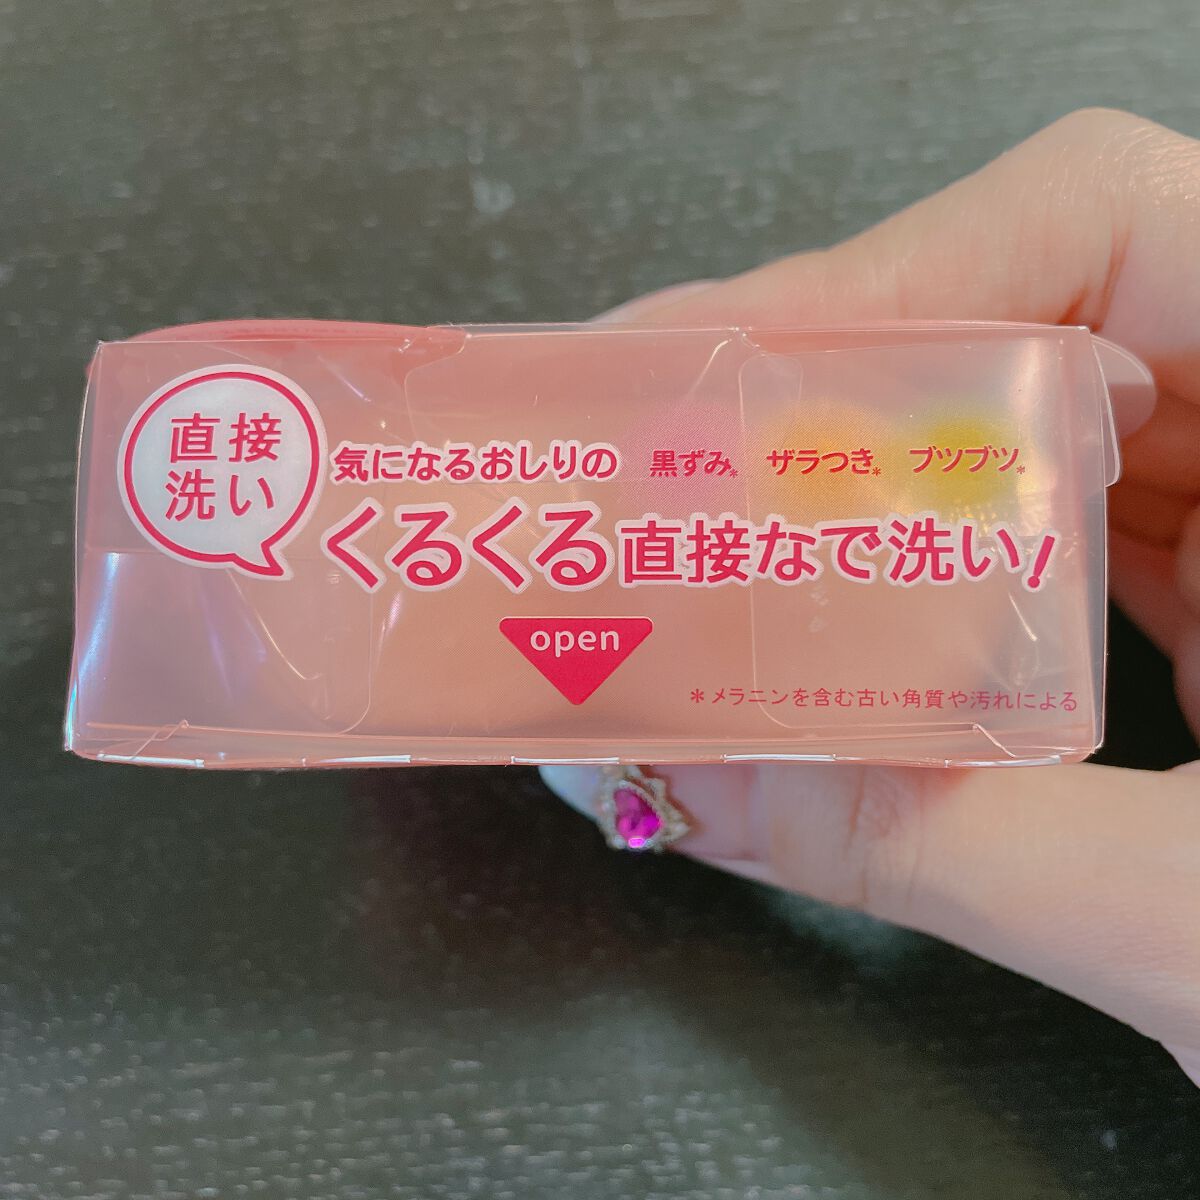 直接
洗い
気になるおしりの 黒ずみ* ザラつき* ブツブツ*
くるくる直接なで洗い!
open
*メラニンを含む古い角質や汚れによる